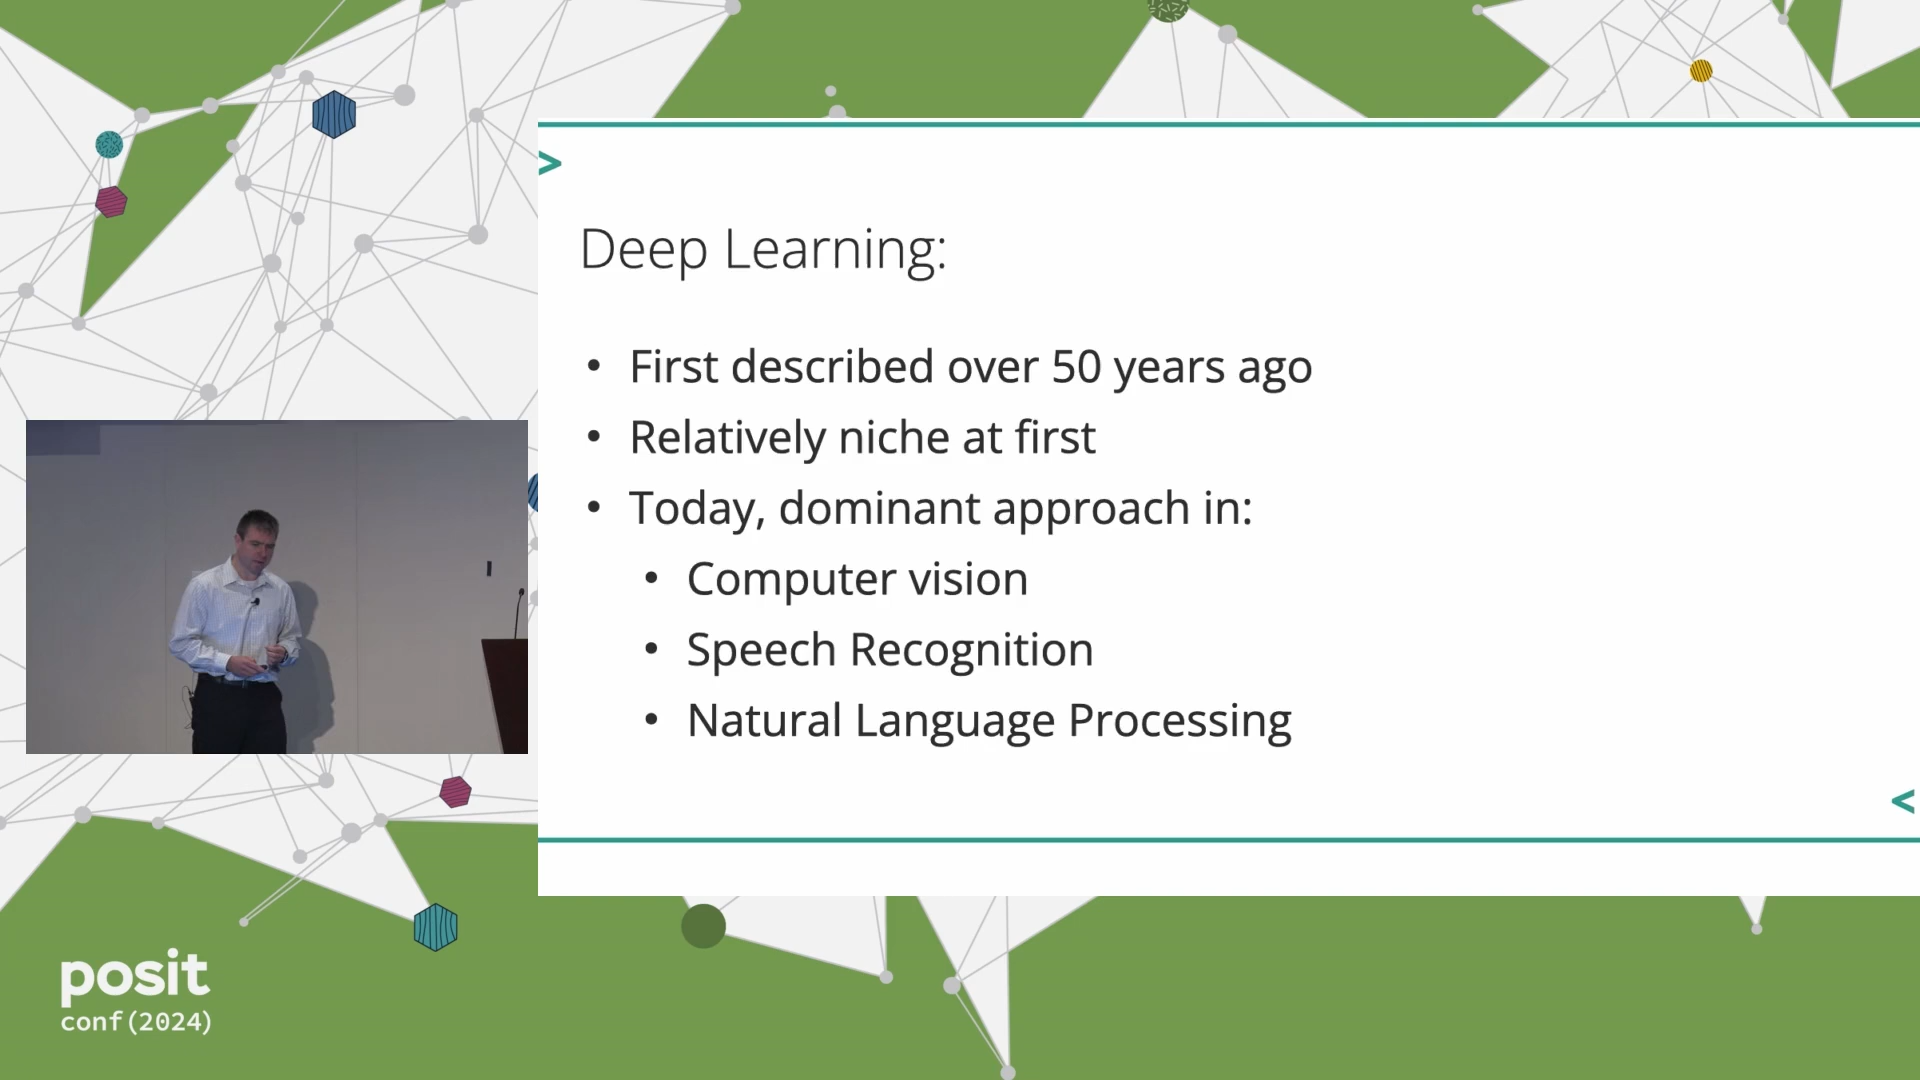 >
Deep Learning:
• First described over 50 years ago
• Relatively niche at first
• Today, dominant approach in:
• Computer vision
• Speech Recognition
• Natural Language Processing
<
posit
conf(2024)